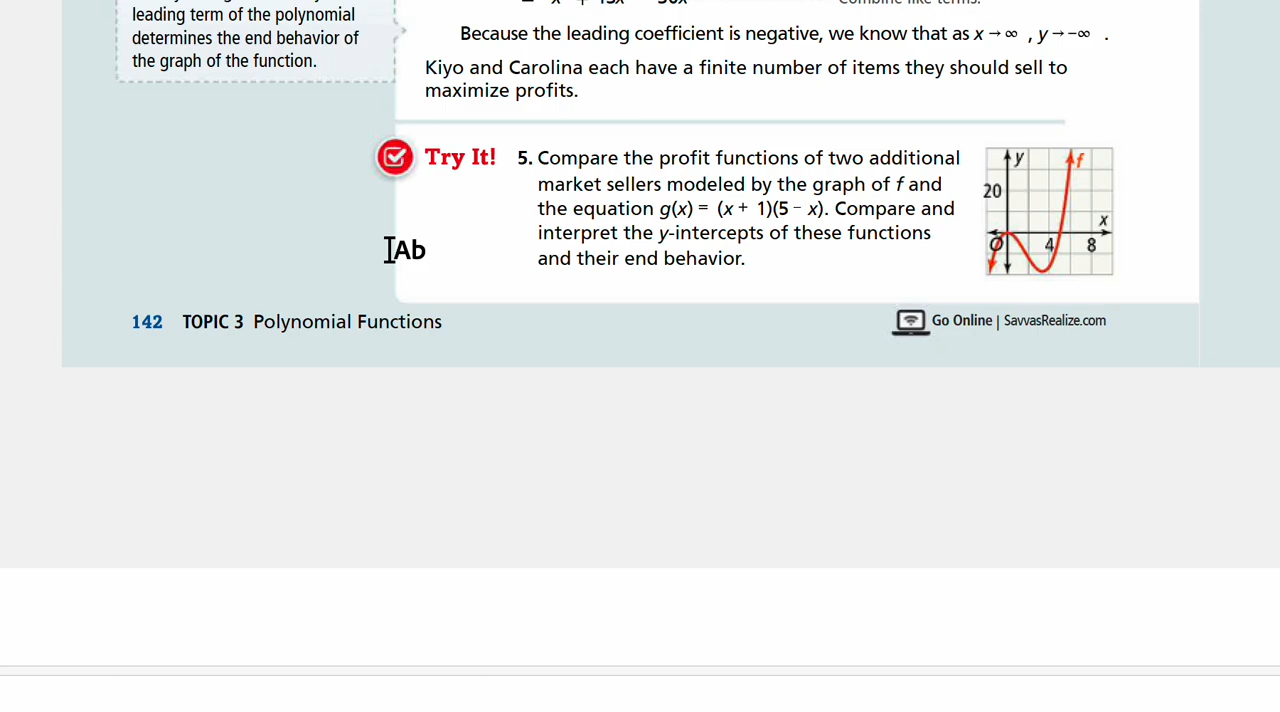 leading term of the polynomial
determines the end behavior of
the graph of the function.
Combine like terms.
Because the leading coefficient is negative, we know that as x → ∞ , y → −∞ .
Kiyo and Carolina each have a finite number of items they should sell to
maximize profits.
Try It! 5. Compare the profit functions of two additional
market sellers modeled by the graph of f and
the equation g(x) = (x + 1)(5 − x). Compare and
interpret the y-intercepts of these functions
and their end behavior.
y f
20
x
O 4 8
Ab
142 TOPIC 3 Polynomial Functions
Go Online | SavvasRealize.com